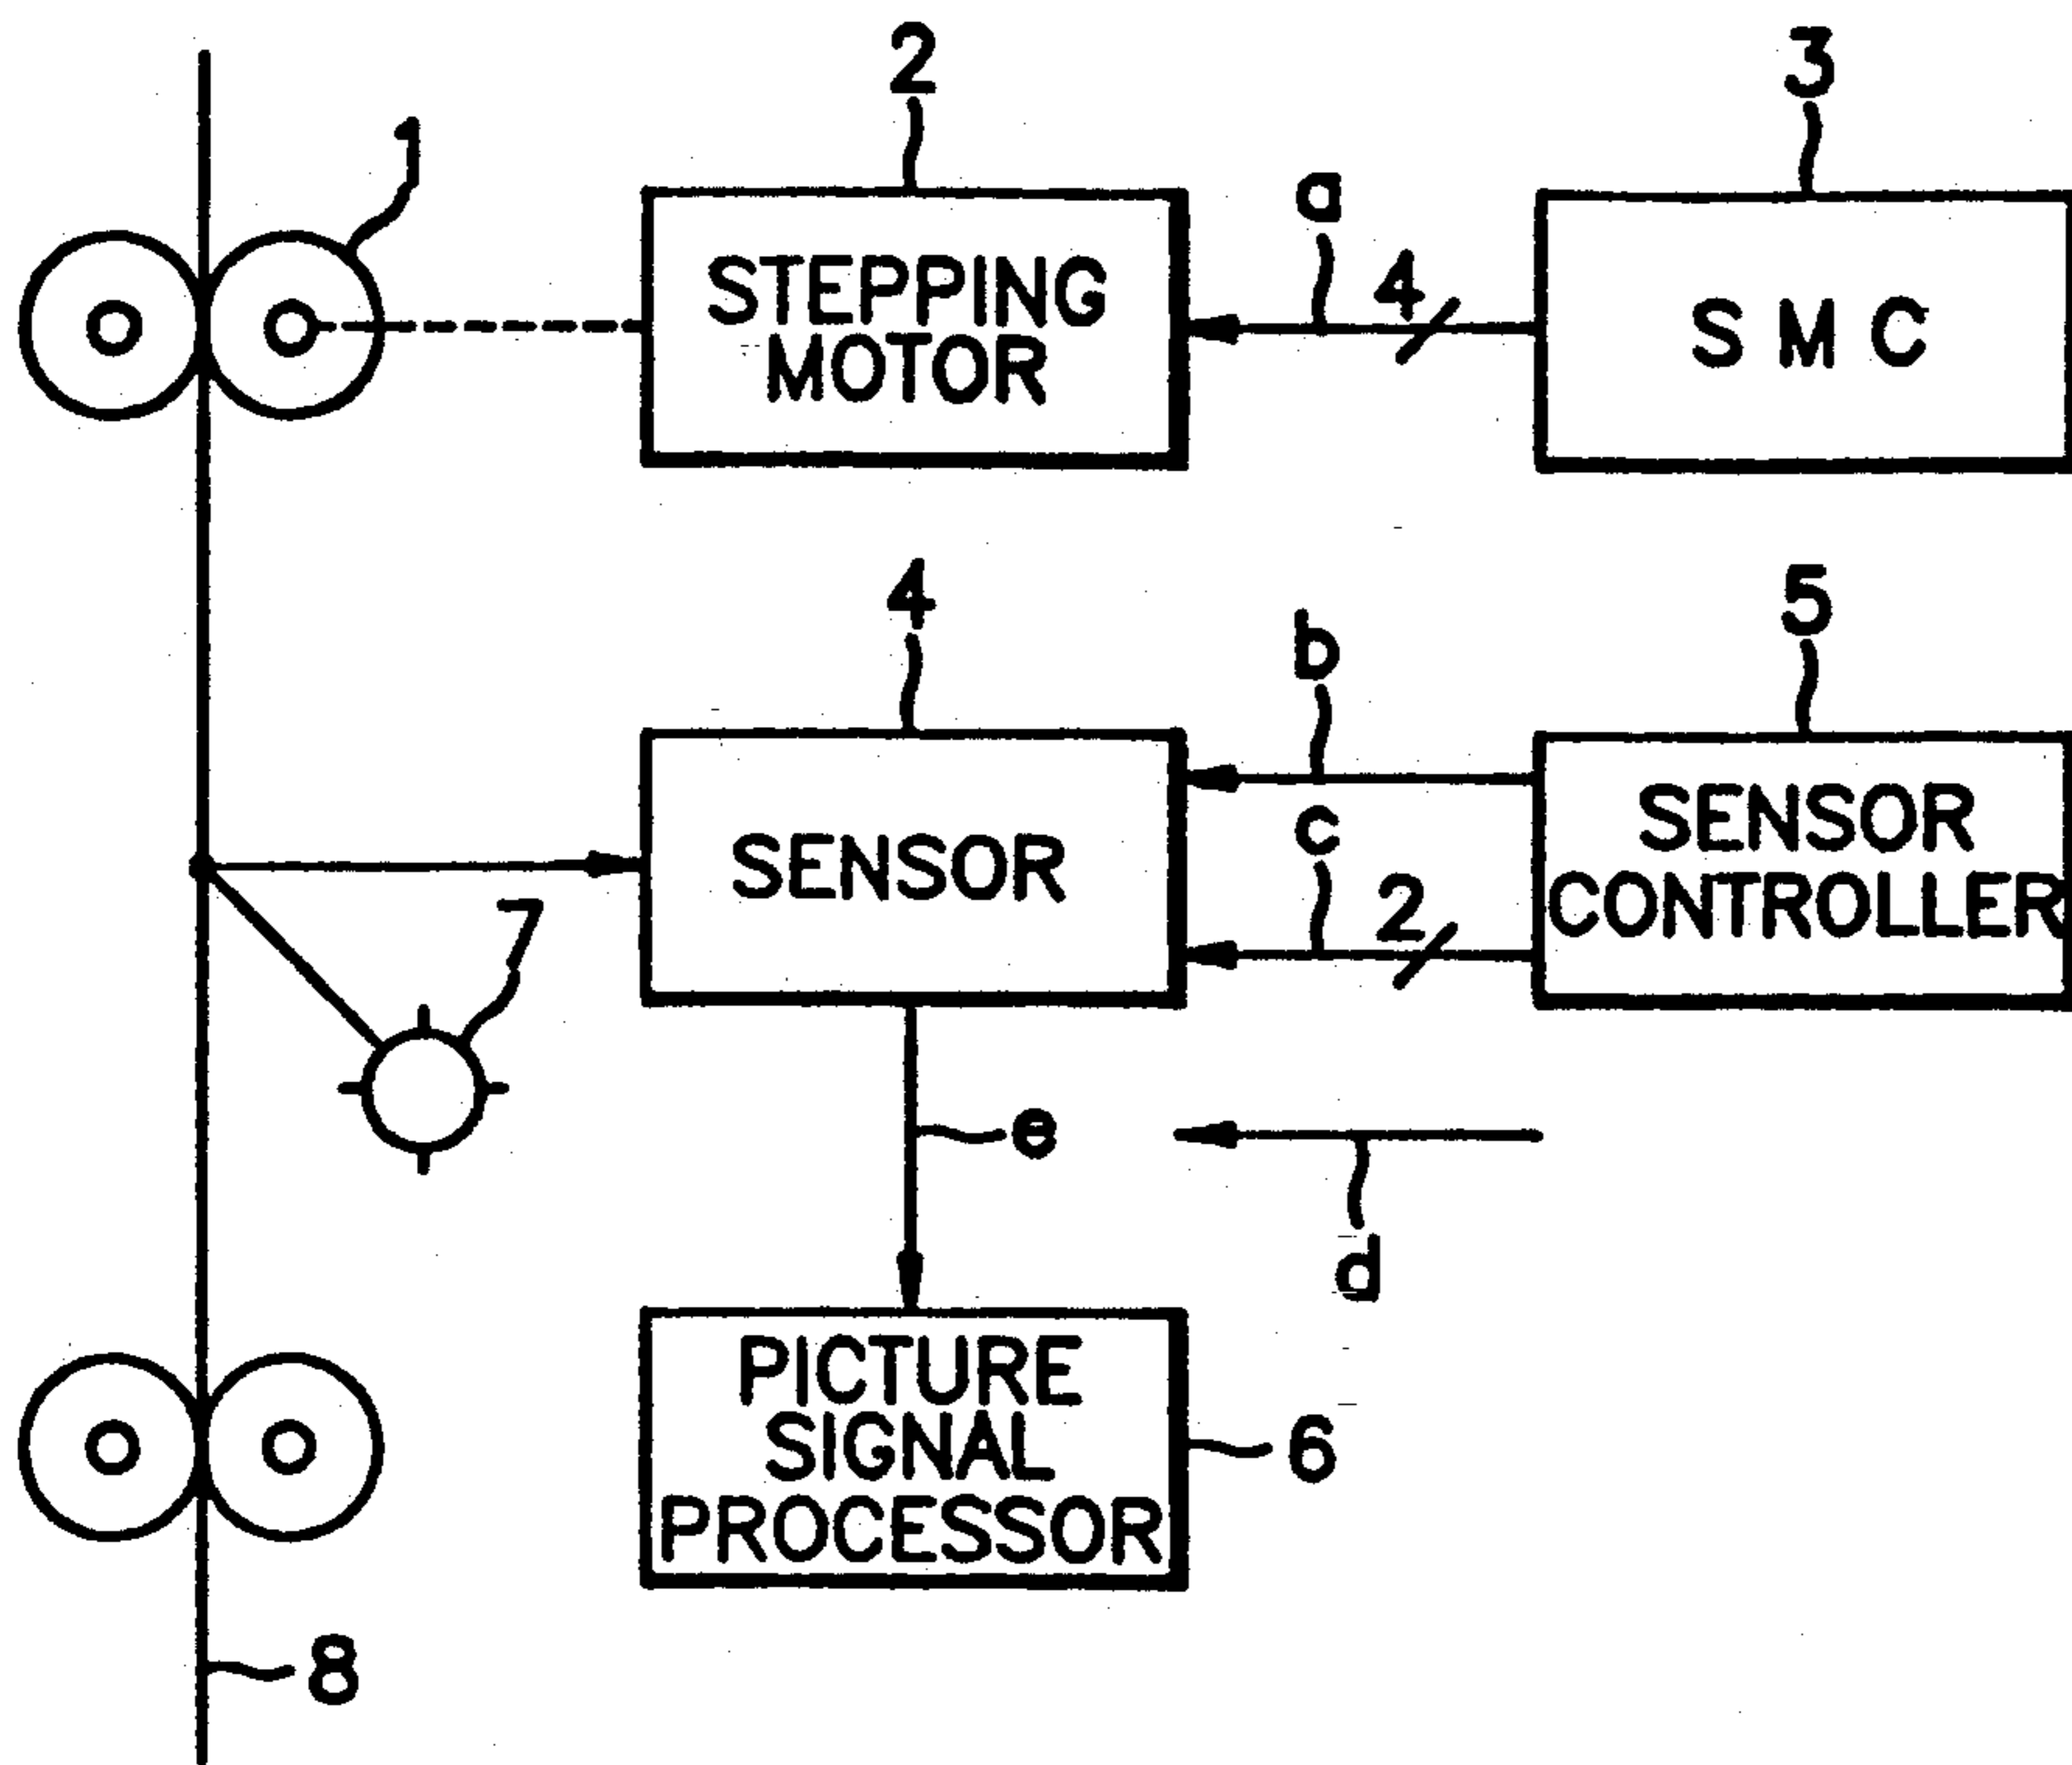 2
3
1
a
4
STEPPING
MOTOR
S M C
4
5
b
SENSOR
CONTROLLER
c
2
SENSOR
7
e
d
PICTURE
SIGNAL
PROCESSOR
6
8